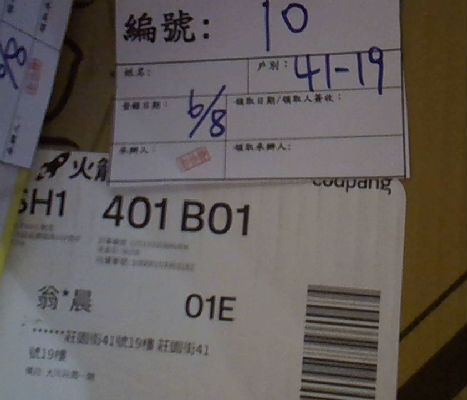 編號: 10
姓名:
戶別: 41-19
登錄日期: 6/8
領取日期/領取人簽收:
承辦人:
領取承辦人:
火箭
coupang
SH1 401 B01
翁*晨 01E
******莊園街41號19樓 莊園街41
號19樓